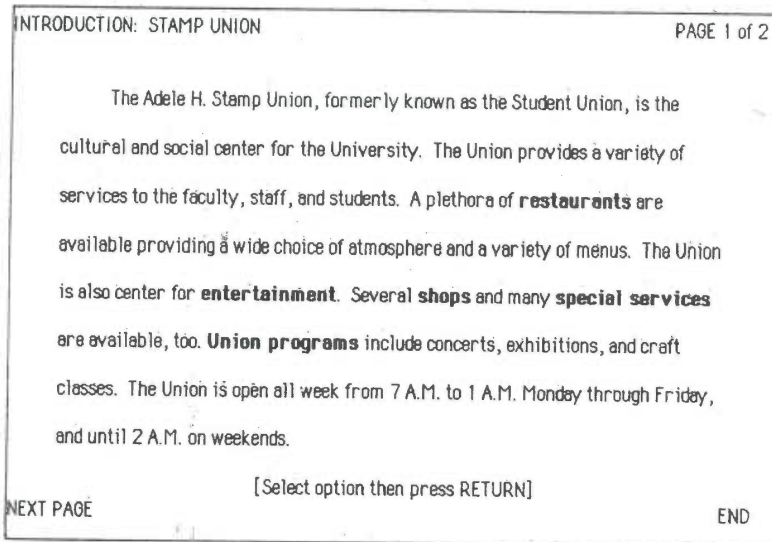 INTRODUCTION: STAMP UNION PAGE 1 of 2
The Adele H. Stamp Union, formerly known as the Student Union, is the
cultural and social center for the University. The Union provides a variety of
services to the faculty, staff, and students. A plethora of restaurants are
available providing a wide choice of atmosphere and a variety of menus. The Union
is also center for entertainment. Several shops and many special services
are available, too. Union programs include concerts, exhibitions, and craft
classes. The Union is open all week from 7 A.M. to 1 A.M. Monday through Friday,
and until 2 A.M. on weekends.
[Select option then press RETURN]
NEXT PAGE END